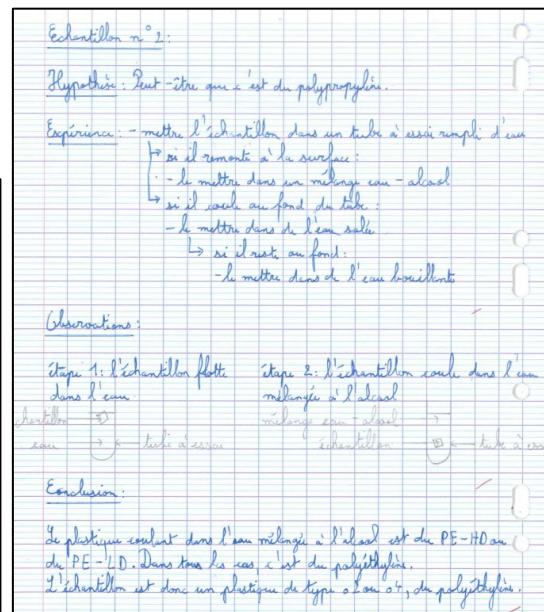 Echantillon n°2:
Hypothèse: Peut-être que c'est du polypropylène.
Expérience: - mettre l'échantillon dans un tube à essai rempli d'eau
↳ si il remonte à la surface:
- le mettre dans un mélange eau-alcool
↳ si il coule au fond du tube:
- le mettre dans de l'eau salée
↳ si il reste au fond:
- le mettre dans de l'eau bouillante
Observations:
étape 1: l'échantillon flotte étape 2: l'échantillon coule dans l'eau
dans l'eau mélangée à l'alcool
chantillon mélange eau-alcool
eau tube à essai échantillon tube à ess
Conclusion:
Le plastique coulant dans l'eau mélangée à l'alcool est du PE-HD ou
du PE-LD. Dans tous les cas, c'est du polyéthylène.
L'échantillon est donc un plastique de type 02 ou 04, du polyéthylène.